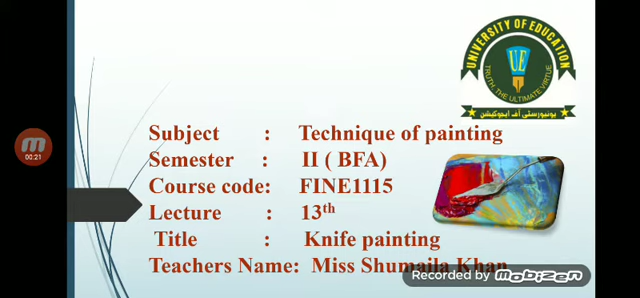 UNIVERSITY OF EDUCATION
UE
TRUTH, THE ULTIMATE VIRTUE
یونیورسٹی آف ایجوکیشن
Subject : Technique of painting
Semester : II ( BFA)
Course code: FINE1115
Lecture : 13th
Title : Knife painting
Teachers Name: Miss Shumaila Khan
00:21
Recorded by mobizen